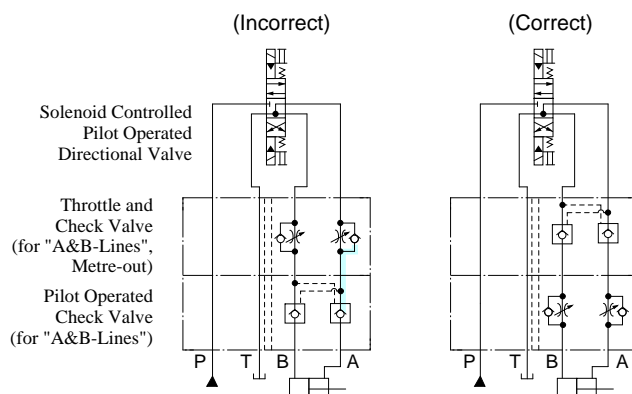 (Incorrect)
(Correct)
Solenoid Controlled
Pilot Operated
Directional Valve
Throttle and
Check Valve
(for "A&B-Lines",
Metre-out)
Pilot Operated
Check Valve
(for "A&B-Lines")
P T B A
P T B A